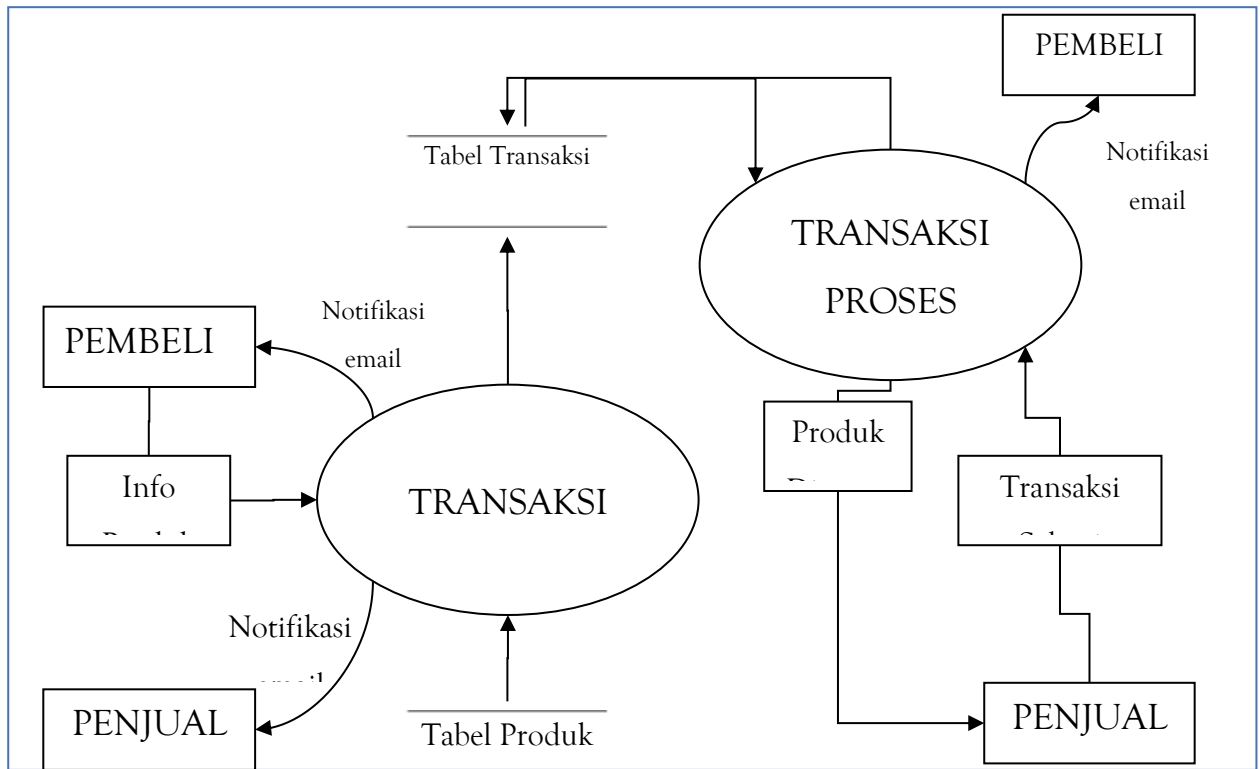 PEMBELI
Tabel Transaksi
Notifikasi
email
TRANSAKSI
PROSES
Notifikasi
email
PEMBELI
Produk
Info
Transaksi
TRANSAKSI
Notifikasi
email
PENJUAL
Tabel Produk
PENJUAL